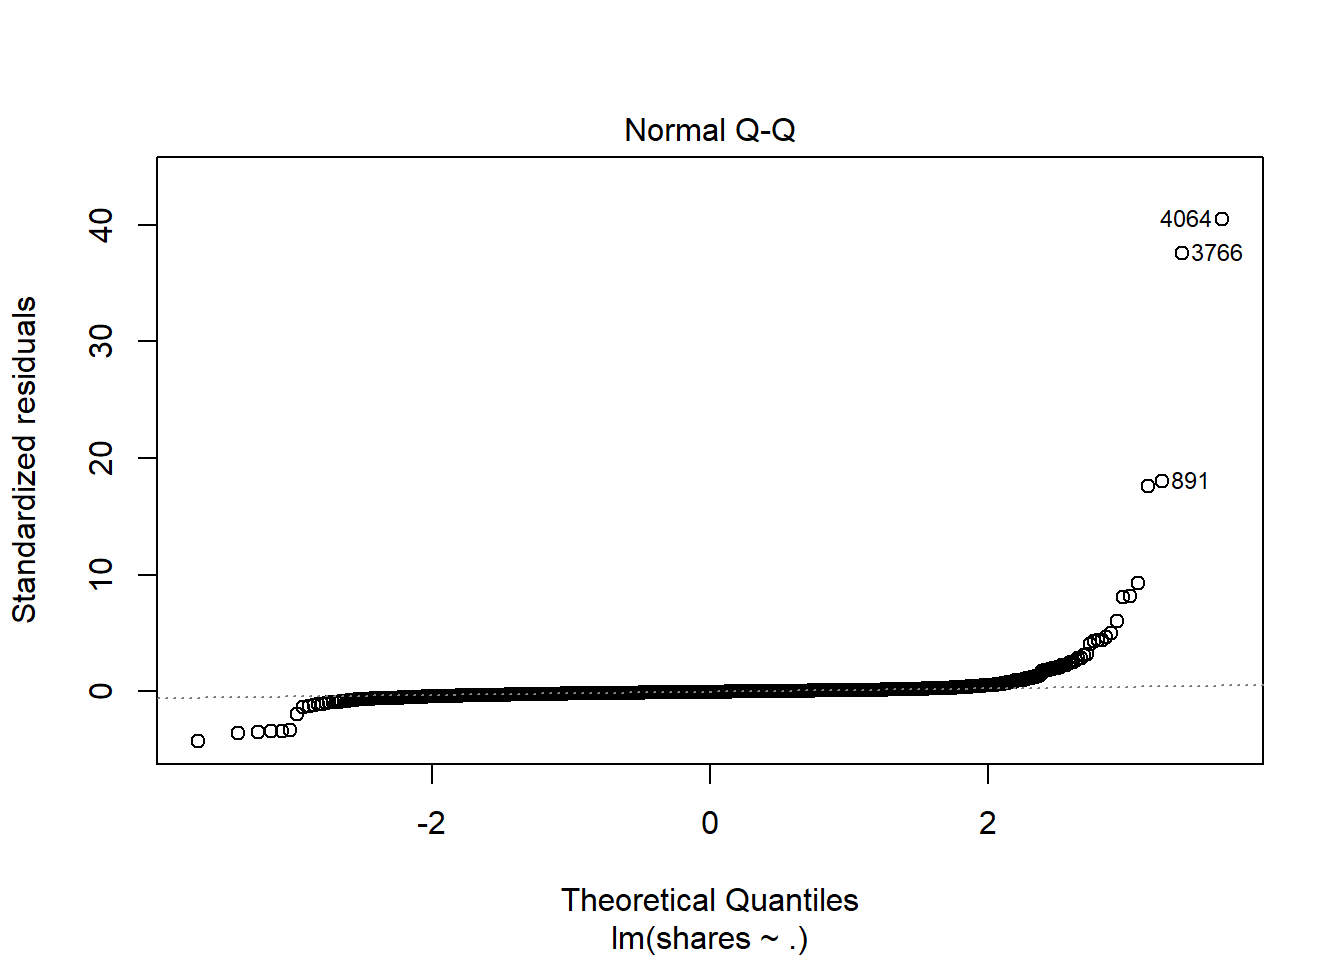 Normal Q-Q
Standardized residuals
40
30
20
10
0
4064
3766
891
-2 0 2
Theoretical Quantiles
lm(shares ~ .)